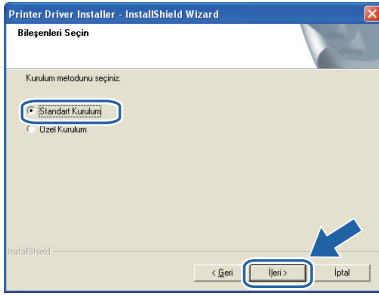 Printer Driver Installer - InstallShield Wizard
Bileşenleri Seçin
Kurulum metodunu seçiniz.
Standart Kurulum
Özel Kurulum
InstallShield
< Geri
İleri >
İptal